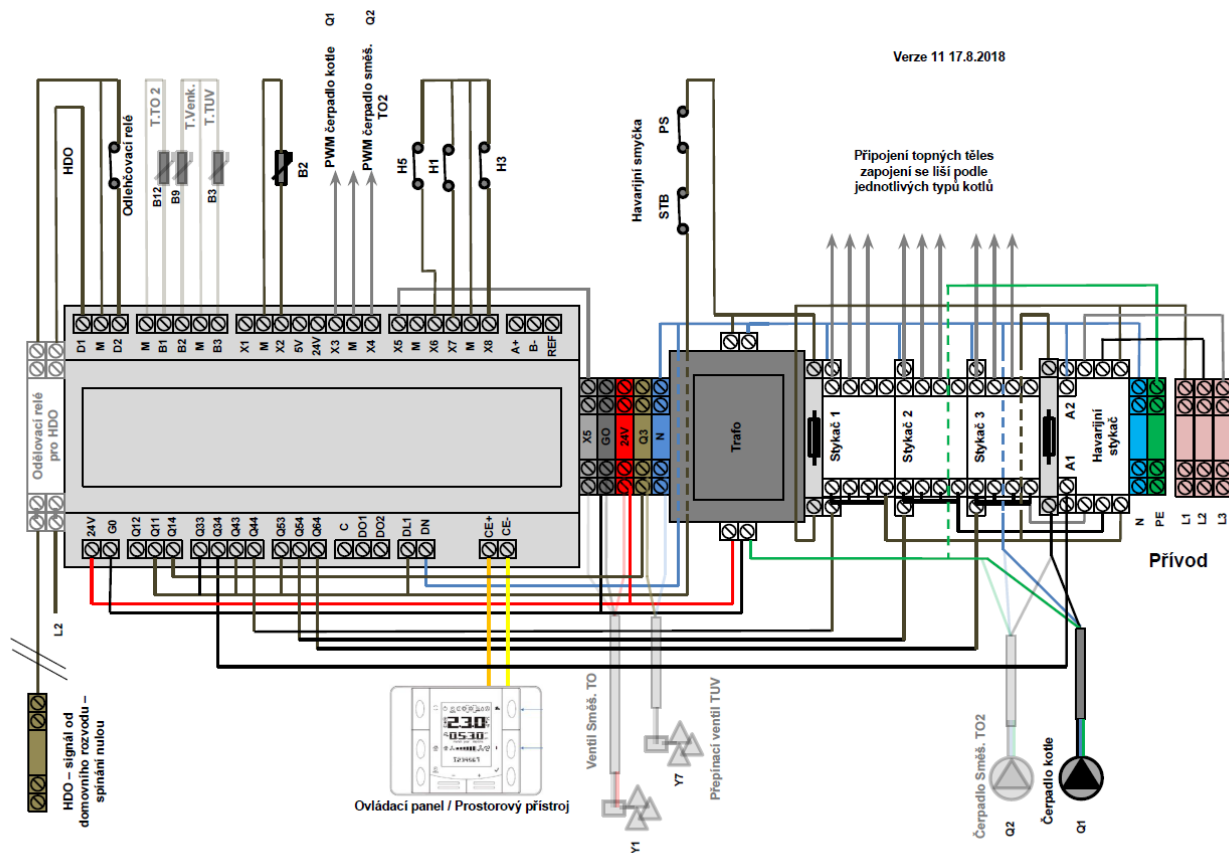 Verze 11 17.8.2018
HDO
Odlehčovací relé
T.TO 2
T.Venk.
T.TUV
B12
B9
B3
B2
PWM čerpadlo kotle Q1
PWM čerpadlo směš. Q2
TO2
H5
H1
H3
Havarijní smyčka
STB
PS
Připojení topných těles
zapojení se liší podle
jednotlivých typů kotlů
Oddělovací relé
pro HDO
D1
M
D2
M
B1
B2
M
B3
X1
M
X2
5V
24V
X3
M
X4
X5
M
X6
X7
M
X8
A+
B-
REF
X5
GO
24V
Q3
N
Trafo
Stykač 1
Stykač 2
Stykač 3
A2
A1
Havarijní
stykač
24V
G0
Q12
Q11
Q14
Q33
Q34
Q43
Q44
Q53
Q54
Q64
C
DO1
DO2
DL1
DN
CE+
CE-
N
PE
L1
L2
L3
Přívod
L2
HDO – signál od
domovního rozvodu –
spínání nulou
Ovládací panel / Prostorový přístroj
Ventil Směš. TO
Y1
Přepínací ventil TUV
Y7
Čerpadlo Směš. TO2
Q2
Čerpadlo kotle
Q1